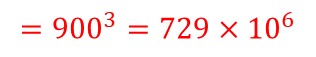 = 900³ = 729 × 10⁶